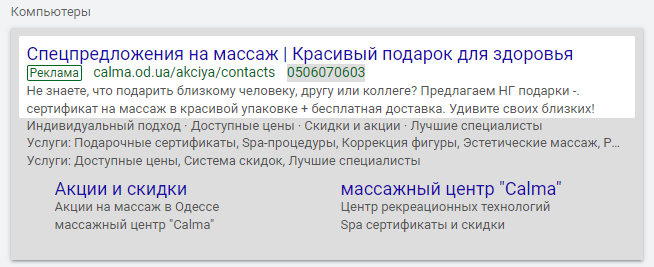 Компьютеры
Спецпредложения на массаж | Красивый подарок для здоровья
Реклама calma.od.ua/akciya/contacts 0506070603
Не знаете, что подарить близкому человеку, другу или коллеге? Предлагаем НГ подарки -.
сертификат на массаж в красивой упаковке + бесплатная доставка. Удивите своих близких!
Индивидуальный подход · Доступные цены · Скидки и акции · Лучшие специалисты
Услуги: Подарочные сертификаты, Spa-процедуры, Коррекция фигуры, Эстетические массаж, Р...
Услуги: Доступные цены, Система скидок, Лучшие специалисты
Акции и скидки
Акции на массаж в Одессе
массажный центр "Calma"
массажный центр "Calma"
Центр рекреационных технологий
Spa сертификаты и скидки